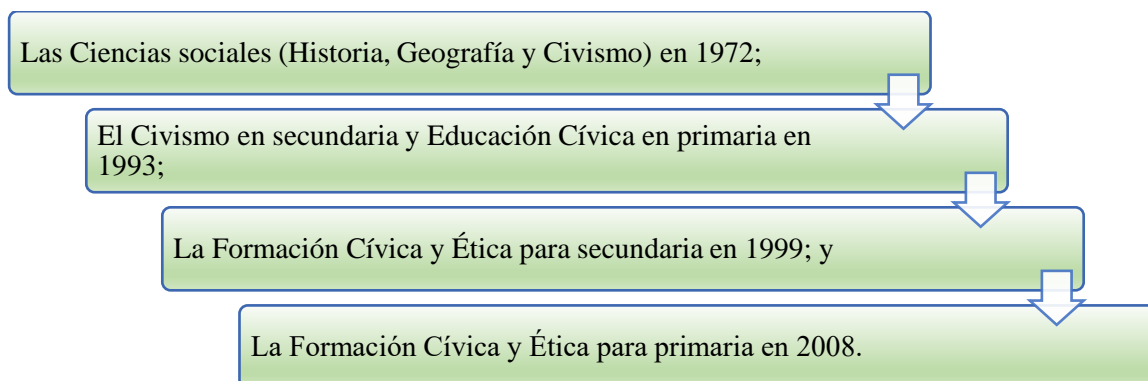 Las Ciencias sociales (Historia, Geografía y Civismo) en 1972;
El Civismo en secundaria y Educación Cívica en primaria en
1993;
La Formación Cívica y Ética para secundaria en 1999; y
La Formación Cívica y Ética para primaria en 2008.